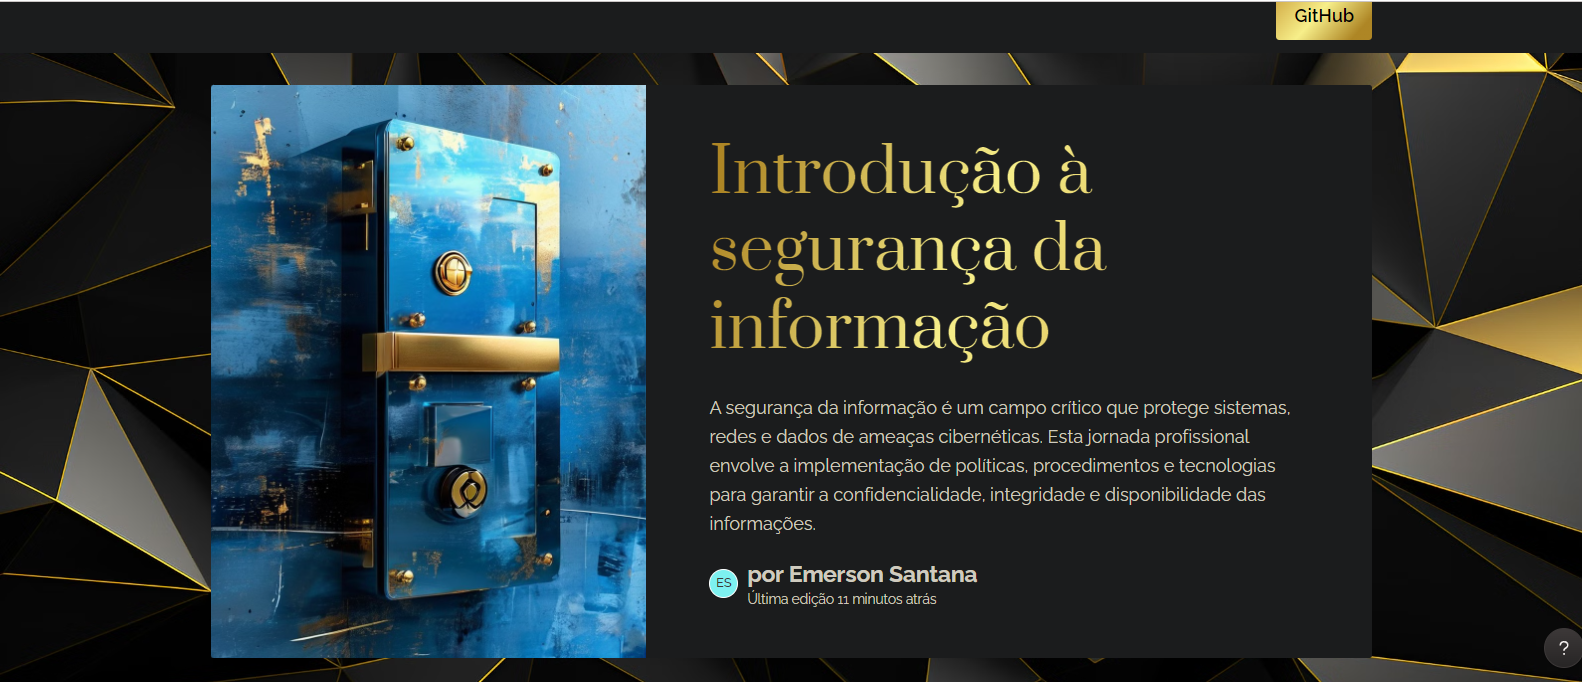 GitHub
Introdução à
segurança da
informação
A segurança da informação é um campo crítico que protege sistemas,
redes e dados de ameaças cibernéticas. Esta jornada profissional
envolve a implementação de políticas, procedimentos e tecnologias
para garantir a confidencialidade, integridade e disponibilidade das
informações.
ES
por Emerson Santana
Última edição 11 minutos atrás
?